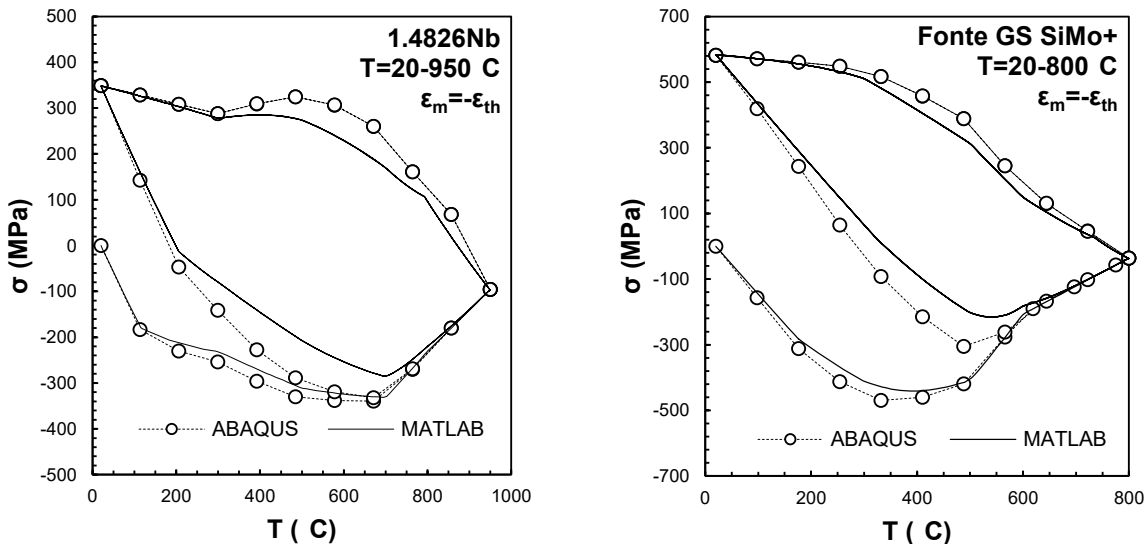 500
400
300
200
100
0
-100
-200
-300
-400
-500
σ (MPa)
1.4826Nb
T=20-950 C
εm=-εth
ABAQUS
MATLAB
0
200
400
600
800
1000
T ( C)
700
500
300
100
-100
-300
-500
-700
σ (MPa)
Fonte GS SiMo+
T=20-800 C
εm=-εth
ABAQUS
MATLAB
0
200
400
600
800
T ( C)